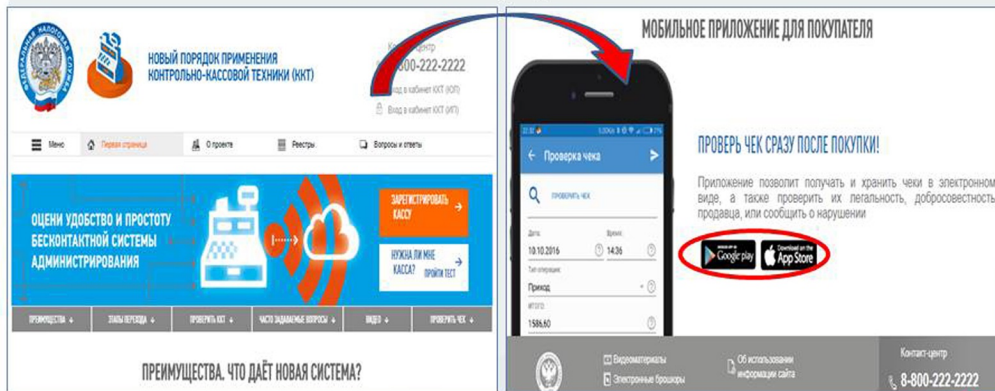 ФЕДЕРАЛЬНАЯ НАЛОГОВАЯ СЛУЖБА
НОВЫЙ ПОРЯДОК ПРИМЕНЕНИЯ
КОНТРОЛЬНО-КАССОВОЙ ТЕХНИКИ (ККТ)
центр
-800-222-2222
Вход в кабинет ККТ (ЮЛ)
Вход в кабинет ККТ (ИП)
Меню
Первая страница
О проекте
Реестры
Вопросы и ответы
ОЦЕНИ УДОБСТВО И ПРОСТОТУ
БЕСКОНТАКТНОЙ СИСТЕМЫ
АДМИНИСТРИРОВАНИЯ
ЗАРЕГИСТРИРОВАТЬ
КАССУ
НУЖНА ЛИ МНЕ
КАССА? ПРОЙТИ ТЕСТ
ПРЕИМУЩЕСТВА
ЭТАПЫ ПЕРЕХОДА
ПРОВЕРИТЬ ККТ
ЧАСТО ЗАДАВАЕМЫЕ ВОПРОСЫ
ВИДЕО
ПРОВЕРИТЬ ЧЕК
ПРЕИМУЩЕСТВА. ЧТО ДАЁТ НОВАЯ СИСТЕМА?
МОБИЛЬНОЕ ПРИЛОЖЕНИЕ ДЛЯ ПОКУПАТЕЛЯ
Проверка чека
ПРОВЕРИТЬ ЧЕК
Дата: Время:
10.10.2016 14:36
Тип операции:
Приход
ИТОГО:
1586,60
ПРОВЕРЬ ЧЕК СРАЗУ ПОСЛЕ ПОКУПКИ!
Приложение позволит получать и хранить чеки в электронном
виде, а также проверить их легальность, добросовестность
продавца, или сообщить о нарушении
Google play
Download on the
App Store
Видеоматериалы
Электронные брошюры
Об использовании
информации сайта
Контакт-центр
8-800-222-2222